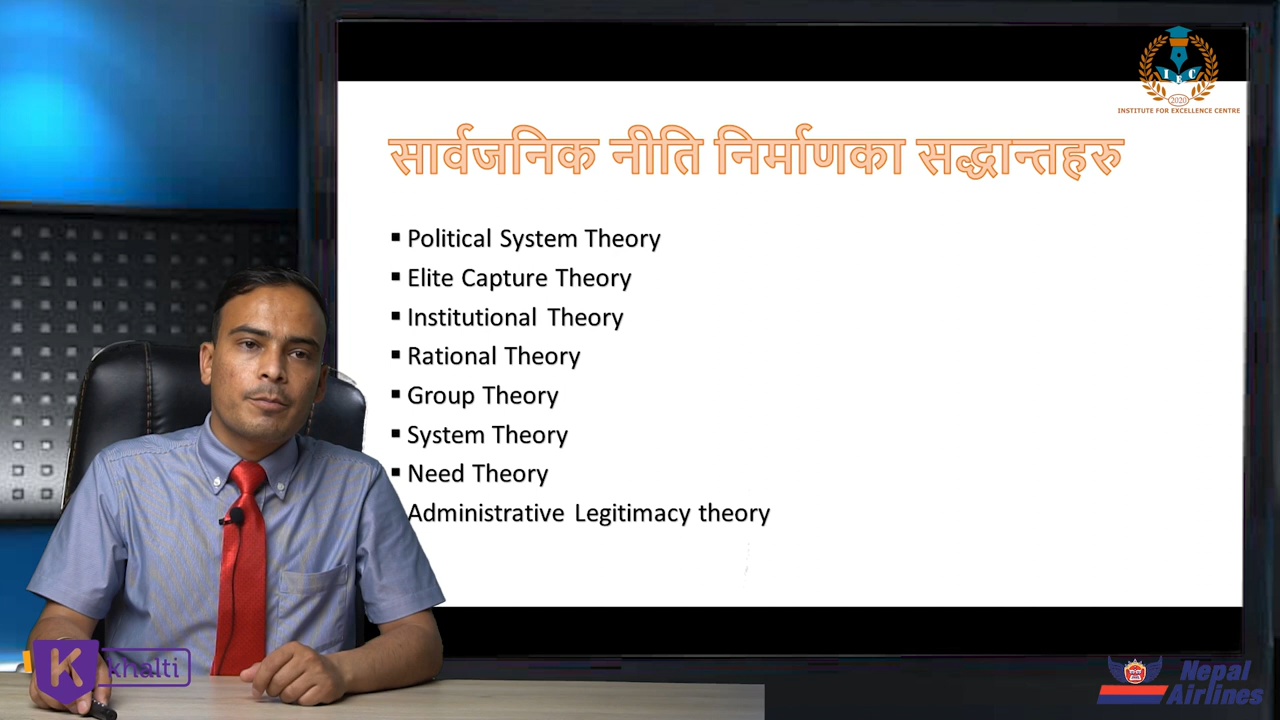 I E C
2020
INSTITUTE FOR EXCELLENCE CENTRE
सार्वजनिक नीति निर्माणका सद्धान्तहरु
Political System Theory
Elite Capture Theory
Institutional Theory
Rational Theory
Group Theory
System Theory
Need Theory
Administrative Legitimacy theory
K khalti
Nepal
Airlines